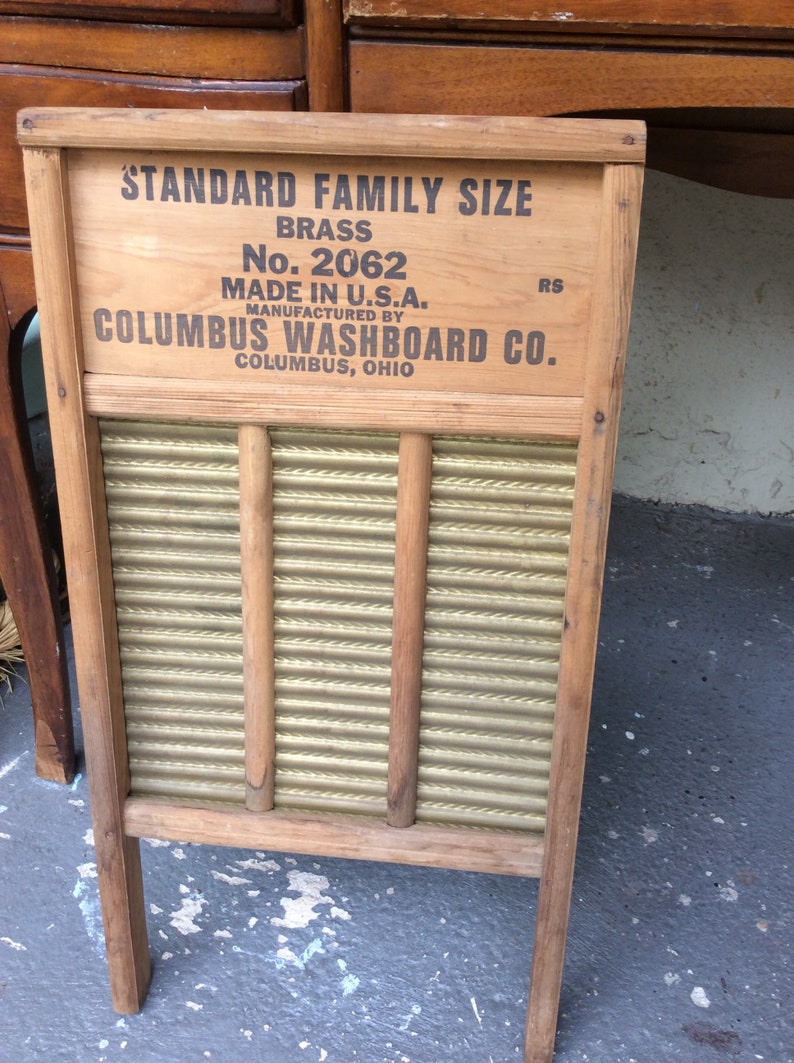 STANDARD FAMILY SIZE
BRASS
No. 2062
MADE IN U.S.A.
RS
MANUFACTURED BY
COLUMBUS WASHBOARD CO.
COLUMBUS, OHIO